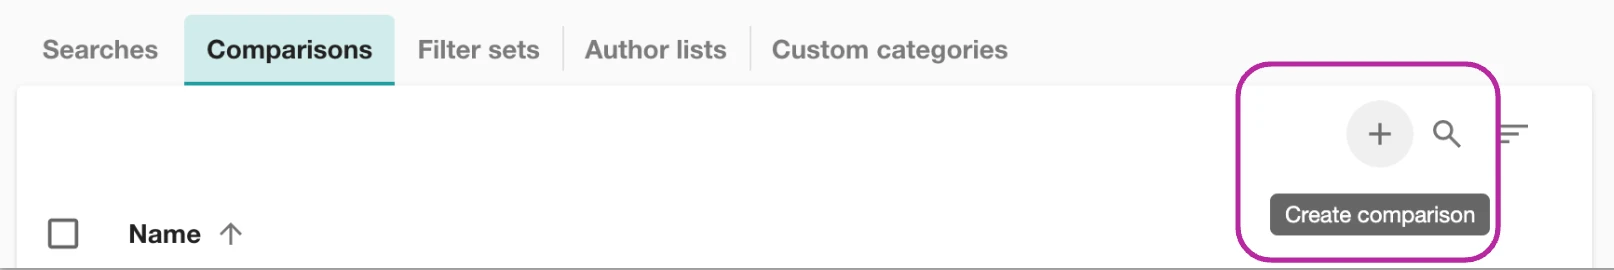 Searches Comparisons Filter sets Author lists Custom categories
Create comparison
Name